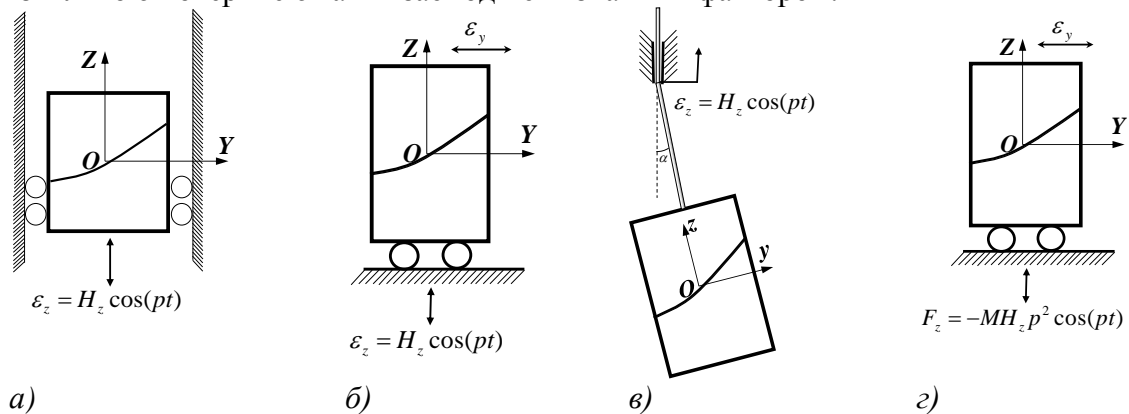 Z
Y
O
ε_z = H_z cos(pt)
а)
Z
ε_y
Y
O
ε_z = H_z cos(pt)
б)
ε_z = H_z cos(pt)
α
z
y
O
в)
Z
ε_y
Y
O
F_z = −MH_z p² cos(pt)
г)